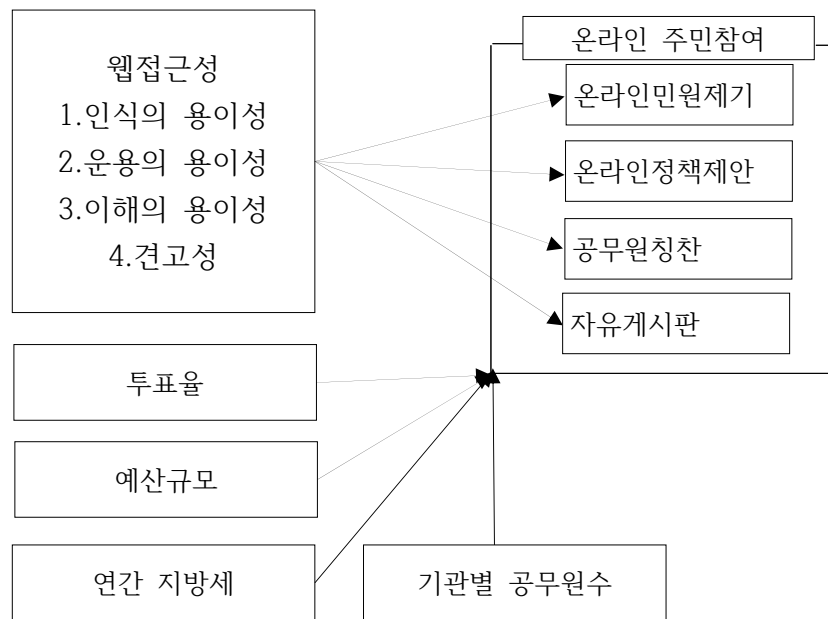 웹접근성
1.인식의 용이성
2.운용의 용이성
3.이해의 용이성
4.견고성
온라인 주민참여
온라인민원제기
온라인정책제안
공무원칭찬
자유게시판
투표율
예산규모
연간 지방세
기관별 공무원수